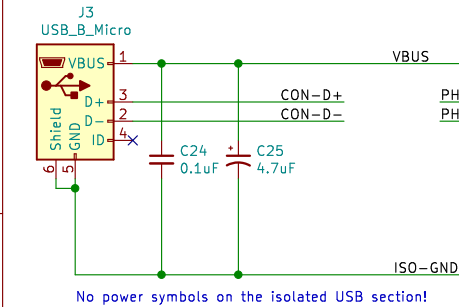 J3
USB_B_Micro
VBUS 1
VBUS
D+ 3
CON-D+
PH
D- 2
CON-D-
PH
ID 4
Shield
GND
6
5
C24
0.1uF
+
C25
4.7uF
ISO-GND
No power symbols on the isolated USB section!